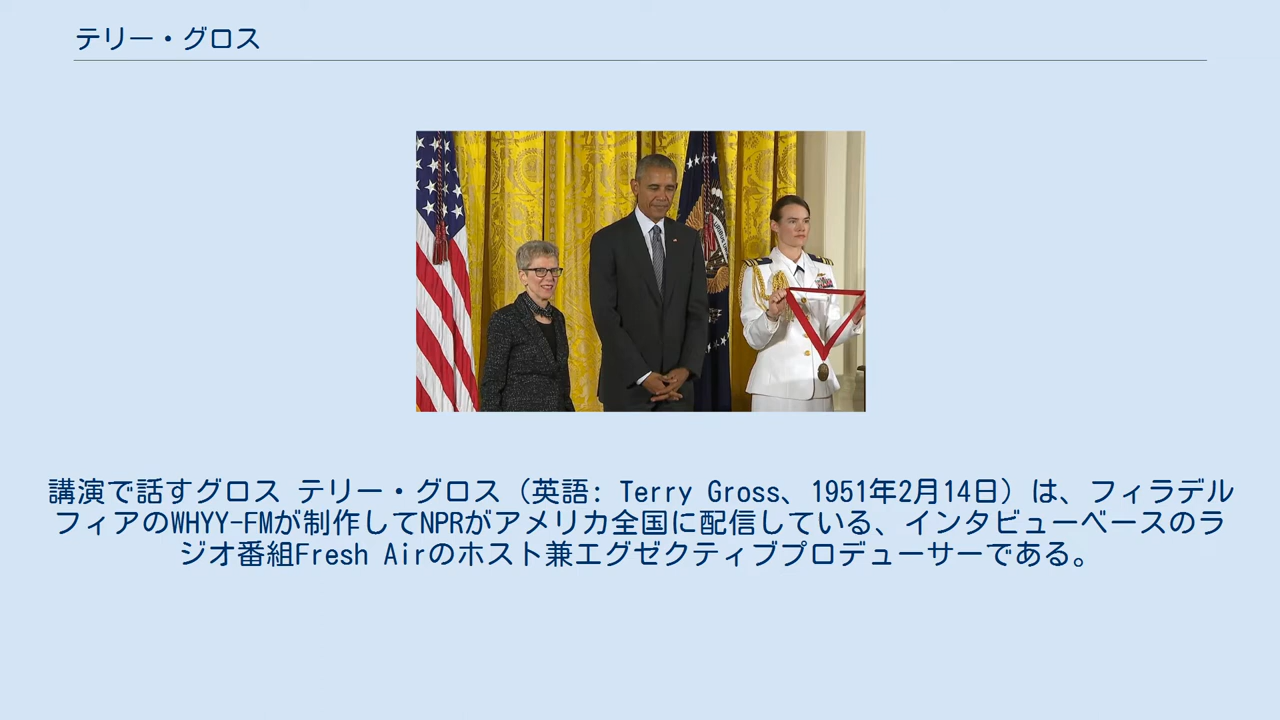 テリー・グロス
講演で話すグロス テリー・グロス（英語: Terry Gross、1951年2月14日）は、フィラデル
フィアのWHYY-FMが制作してNPRがアメリカ全国に配信している、インタビューベースのラ
ジオ番組Fresh Airのホスト兼エグゼクティブプロデューサーである。